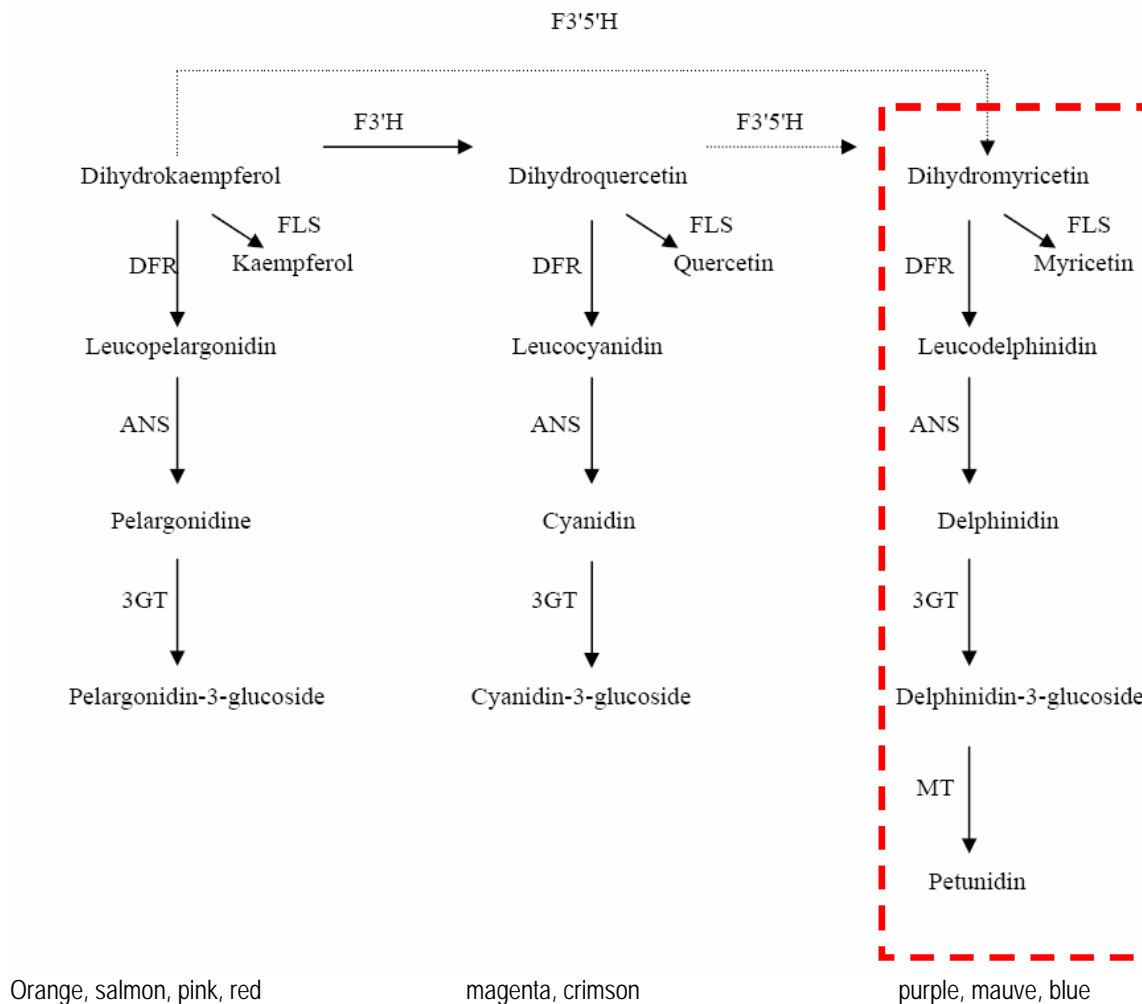 F3'5'H
F3'H
F3'5'H
Dihydrokaempferol
Dihydroquercetin
Dihydromyricetin
FLS
FLS
FLS
DFR
Kaempferol
DFR
Quercetin
DFR
Myricetin
Leucopelargonidin
Leucocyanidin
Leucodelphinidin
ANS
ANS
ANS
Pelargonidine
Cyanidin
Delphinidin
3GT
3GT
3GT
Pelargonidin-3-glucoside
Cyanidin-3-glucoside
Delphinidin-3-glucoside
MT
Petunidin
Orange, salmon, pink, red
magenta, crimson
purple, mauve, blue